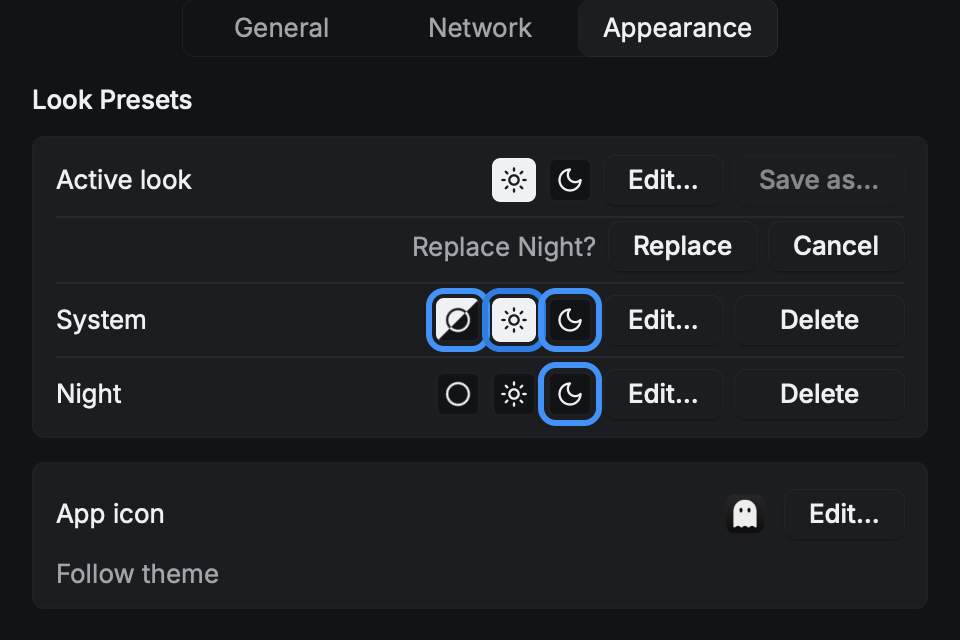 General Network Appearance
Look Presets
Active look Edit... Save as...
Replace Night? Replace Cancel
System Edit... Delete
Night Edit... Delete
App icon Edit...
Follow theme